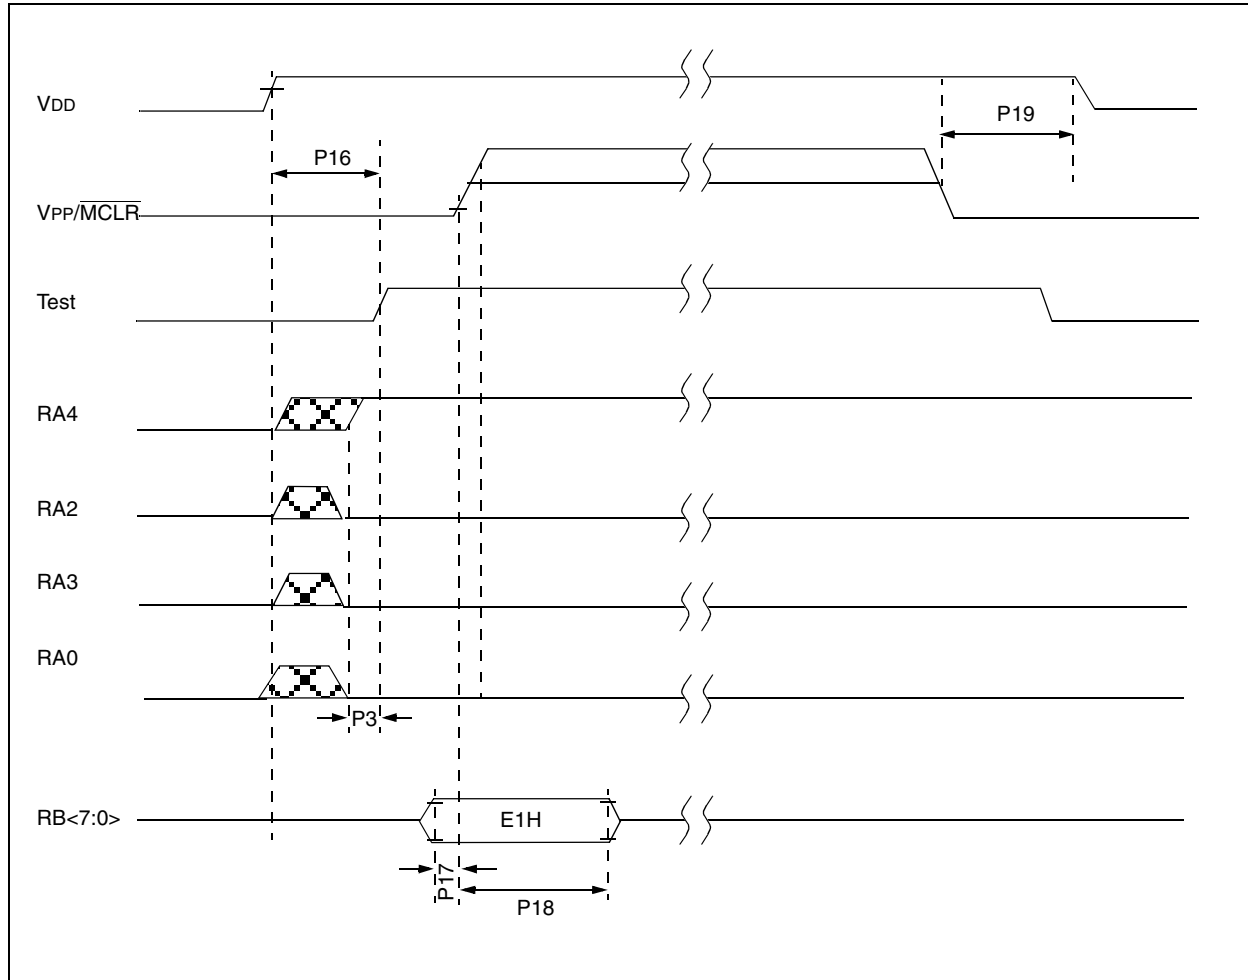 VDD
P19
P16
VPP/MCLR
Test
RA4
RA2
RA3
RA0
P3
RB<7:0>
E1H
P17
P18